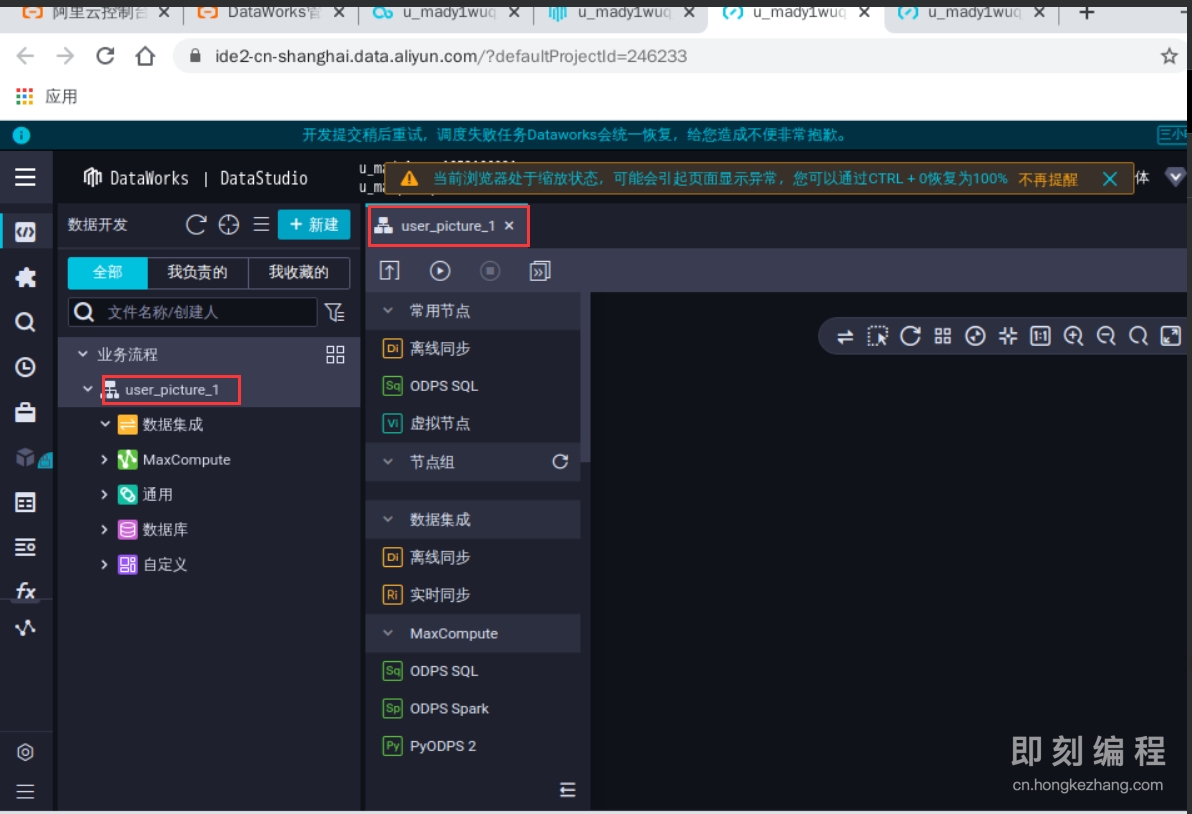 阿里云控制台
DataWorks管
u_mady1wuq
u_mady1wuq
u_mady1wuq
u_mady1wuq
ide2-cn-shanghai.data.aliyun.com/?defaultProjectId=246233
应用
开发提交稍后重试，调度失败任务Dataworks会统一恢复，给您造成不便非常抱歉。
DataWorks | DataStudio
当前浏览器处于缩放状态，可能会引起页面显示异常，您可以通过CTRL + 0恢复为100% 不再提醒
体
数据开发
+ 新建
user_picture_1
全部 我负责的 我收藏的
文件名称/创建人
业务流程
user_picture_1
数据集成
MaxCompute
通用
数据库
自定义
fx
常用节点
Di 离线同步
Sq ODPS SQL
Vi 虚拟节点
节点组
数据集成
Di 离线同步
Ri 实时同步
MaxCompute
Sq ODPS SQL
Sp ODPS Spark
Py PyODPS 2
1:1
即刻编程
cn.hongkezhang.com